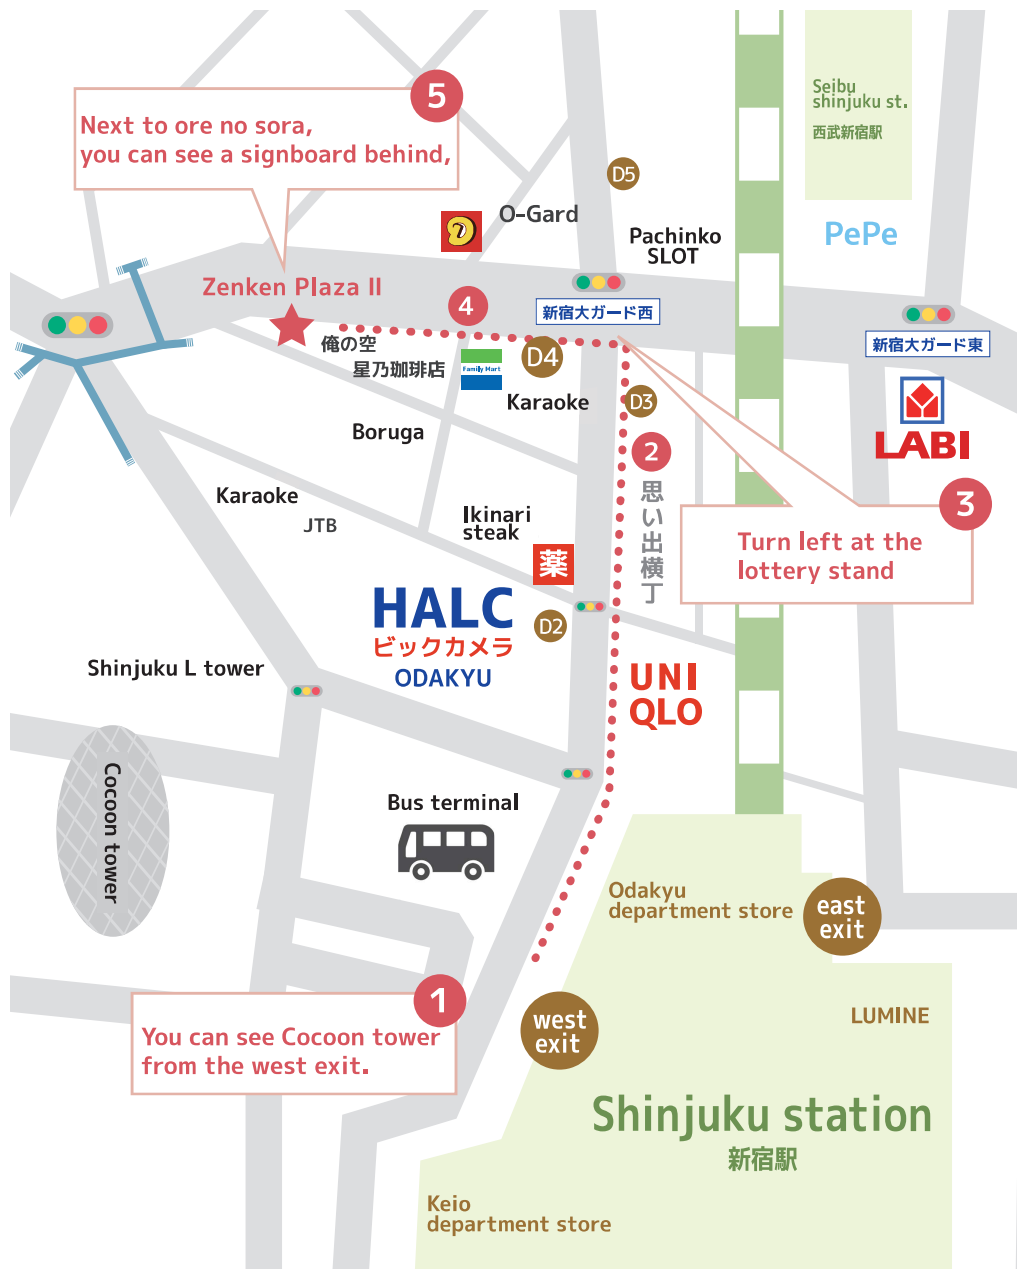 5
Next to ore no sora,
you can see a signboard behind,
Seibu
shinjuku st.
西武新宿駅
D5
O-Gard
Pachinko
SLOT
PePe
Zenken Plaza II
4
新宿大ガード西
新宿大ガード東
俺の空
星乃珈琲店
Family Mart
D4
Karaoke
D3
LABI
Boruga
2
思い出横丁
Karaoke
JTB
Ikinari
steak
3
Turn left at the
lottery stand
薬
HALC
ビックカメラ
ODAKYU
D2
Shinjuku L tower
UNI
QLO
Cocoon tower
Bus terminal
Odakyu
department store
east
exit
1
You can see Cocoon tower
from the west exit.
west
exit
LUMINE
Shinjuku station
新宿駅
Keio
department store